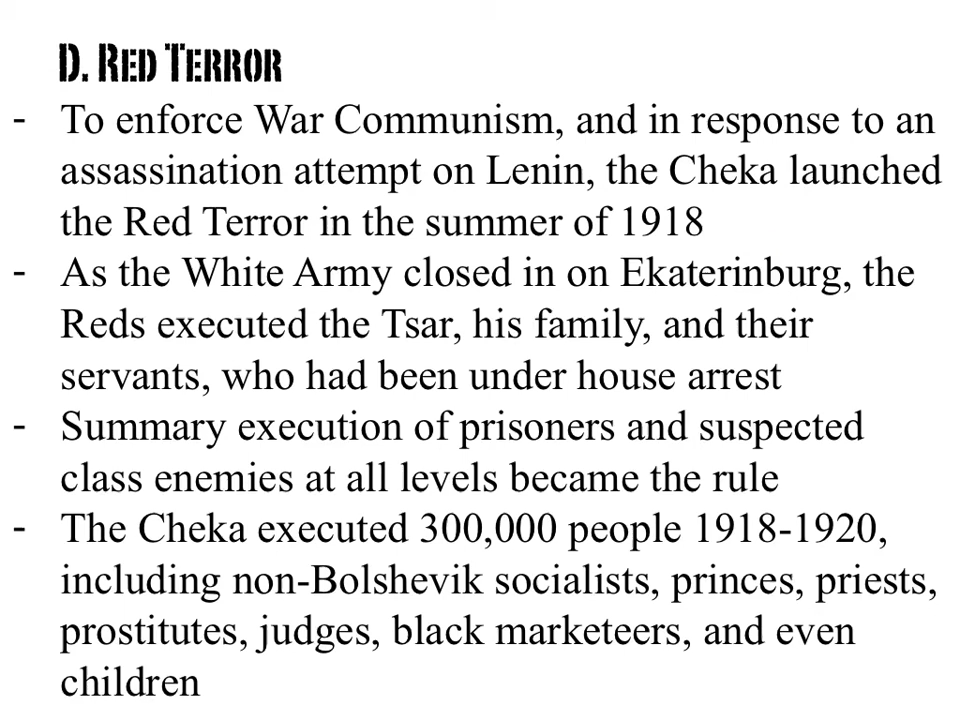 D. Red Terror
- To enforce War Communism, and in response to an
assassination attempt on Lenin, the Cheka launched
the Red Terror in the summer of 1918
- As the White Army closed in on Ekaterinburg, the
Reds executed the Tsar, his family, and their
servants, who had been under house arrest
- Summary execution of prisoners and suspected
class enemies at all levels became the rule
- The Cheka executed 300,000 people 1918-1920,
including non-Bolshevik socialists, princes, priests,
prostitutes, judges, black marketeers, and even
children